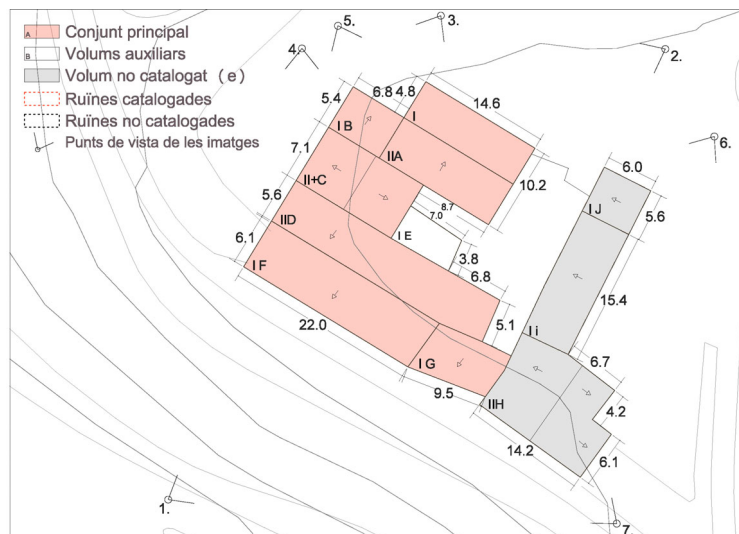 A Conjunt principal
B Volums auxiliars
Volum no catalogat (e)
Ruïnes catalogades
Ruïnes no catalogades
Punts de vista de les imatges
5.
3.
4.
2.
6.
6.8
4.8
5.4
14.6
I B
I
7.1
IIA
10.2
II+C
8.7
7.0
6.0
5.6
I J
5.6
IID
I E
3.8
6.1
6.8
I F
15.4
5.1
22.0
I i
I G
6.7
9.5
IIH
4.2
14.2
6.1
1.
7.